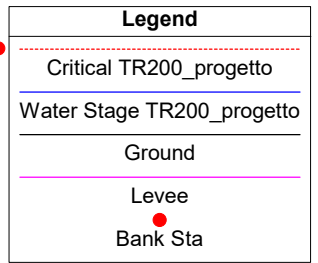 Legend
Critical TR200_progetto
Water Stage TR200_progetto
Ground
Levee
Bank Sta